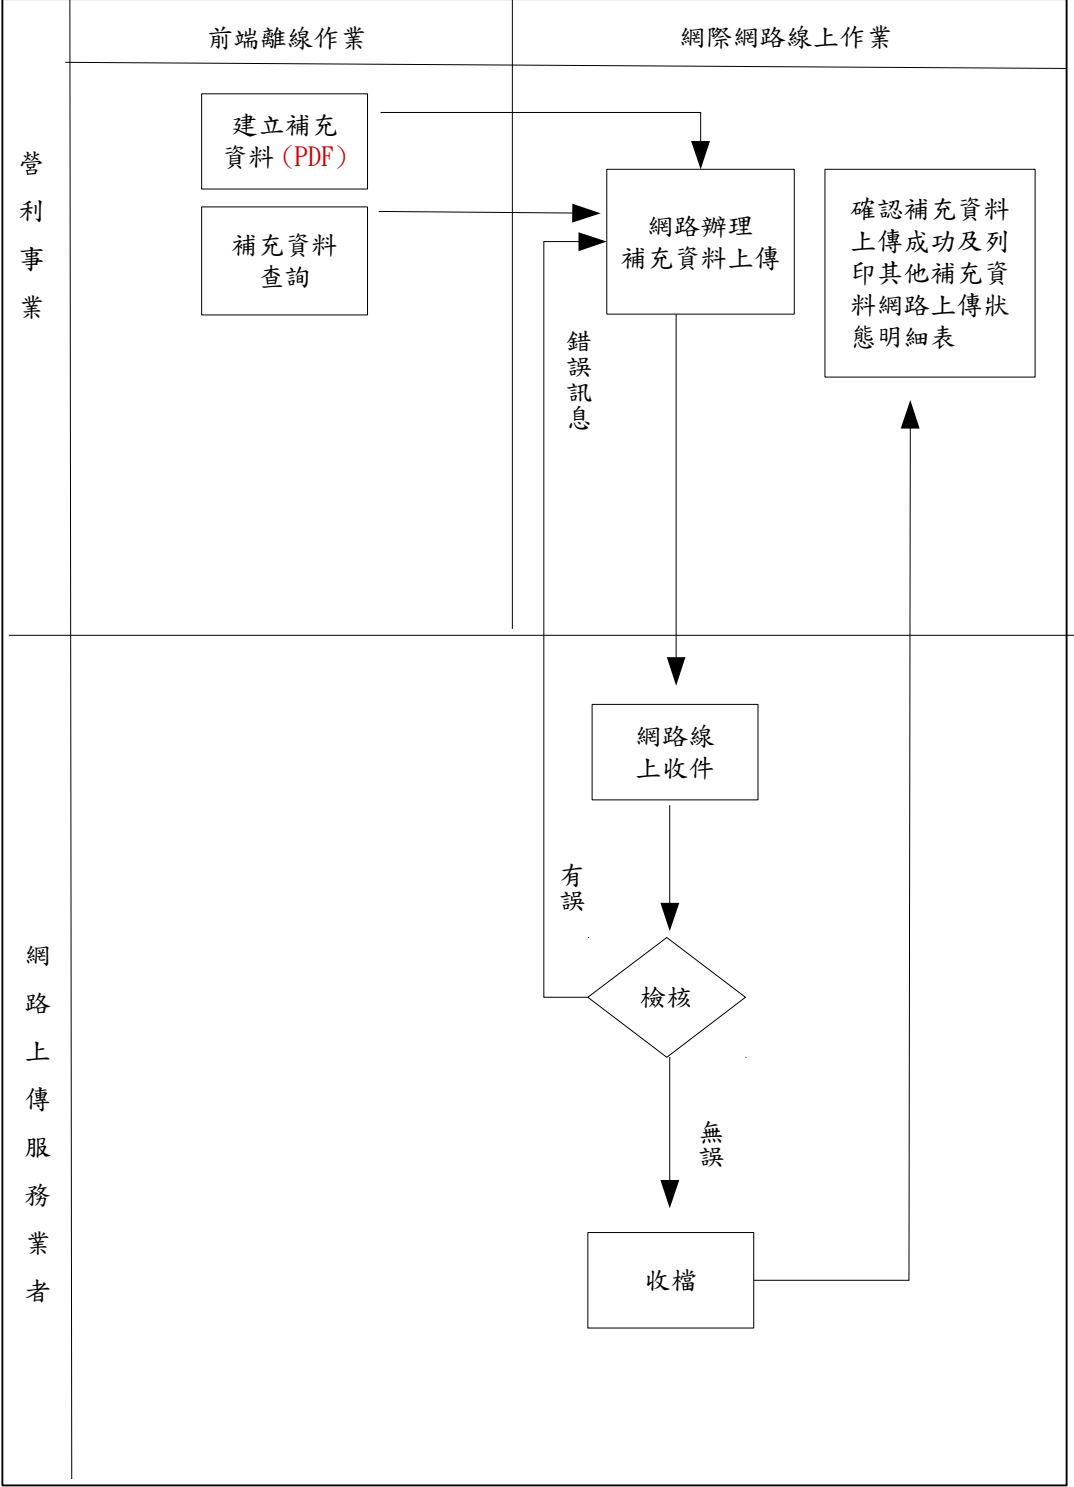 前端離線作業
網際網路線上作業
營利事業
建立補充
資料(PDF)
補充資料
查詢
網路辦理
補充資料上傳
確認補充資料
上傳成功及列
印其他補充資
料網路上傳狀
態明細表
錯誤訊息
網路上傳服務業者
網路線
上收件
有誤
檢核
無誤
收檔